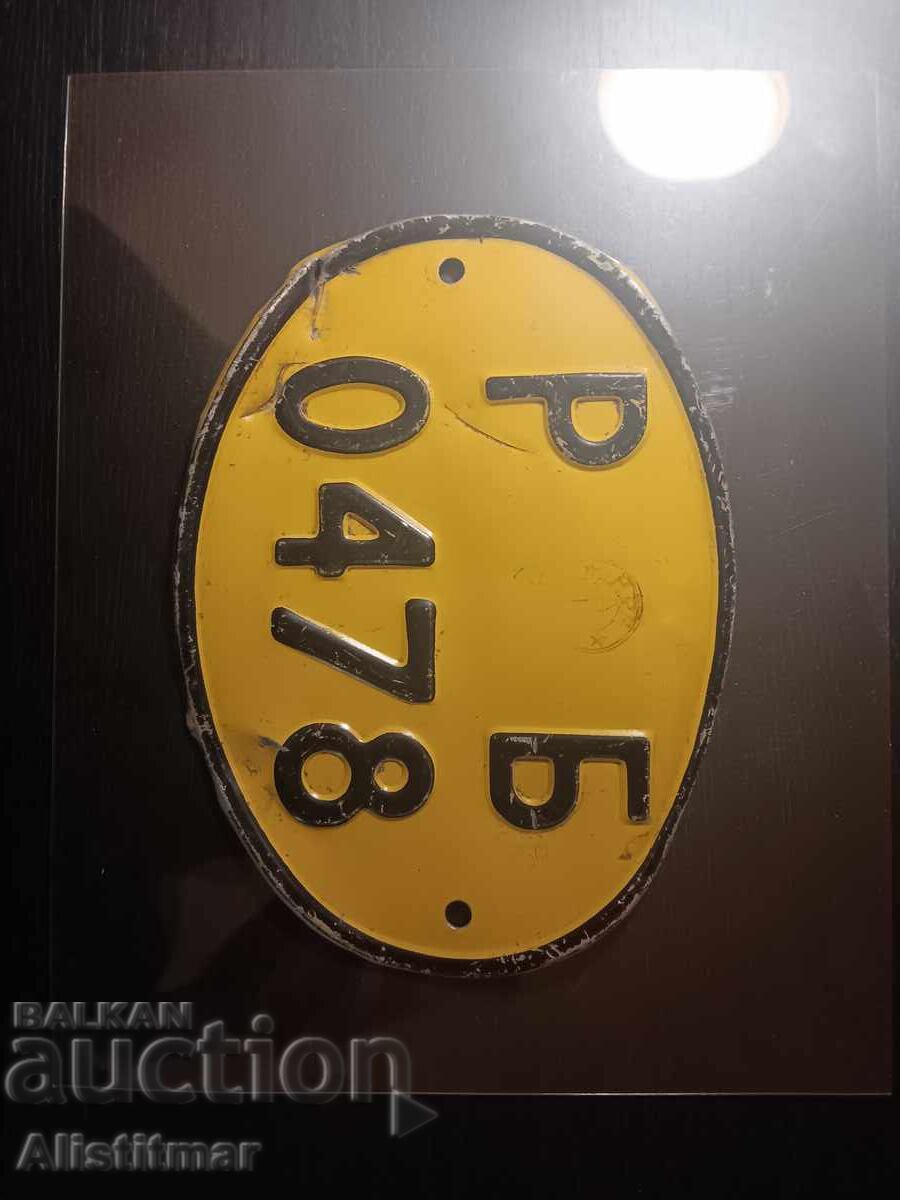 Р Б
0478
BALKAN
auction
Alistitmar